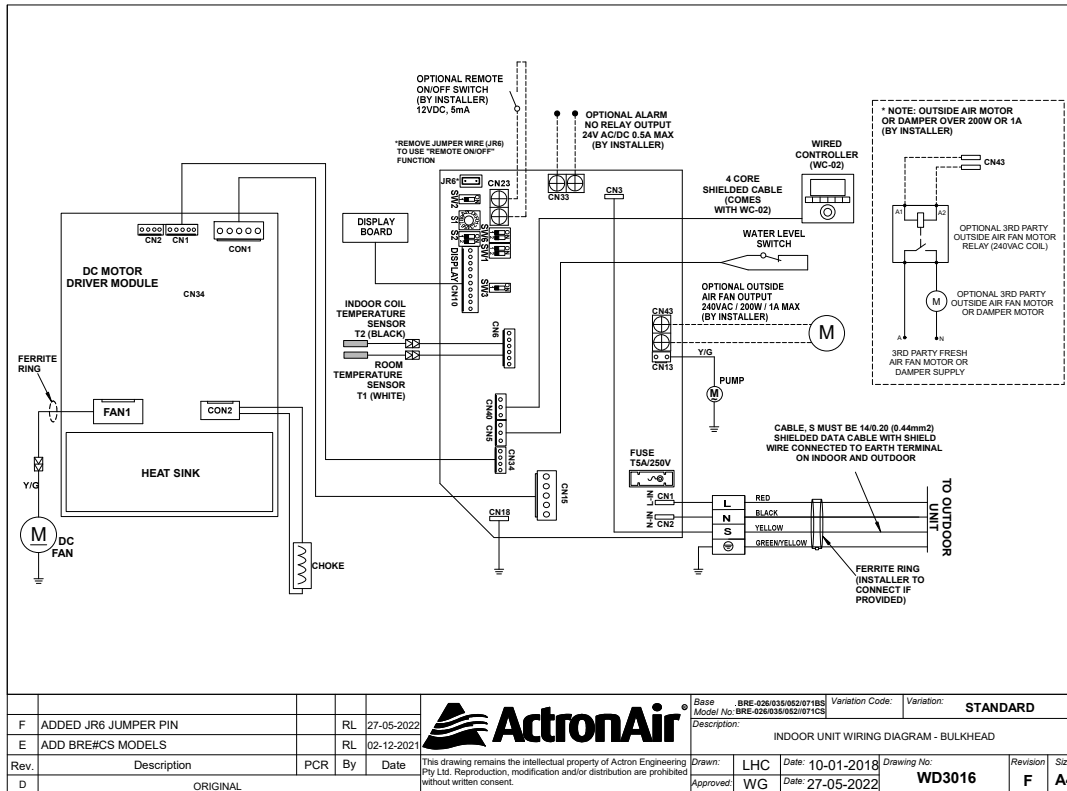 OPTIONAL REMOTE
ON/OFF SWITCH
(BY INSTALLER)
12VDC, 5mA
*REMOVE JUMPER WIRE (JR6)
TO USE "REMOTE ON/OFF"
FUNCTION
OPTIONAL ALARM
NO RELAY OUTPUT
24V AC/DC 0.5A MAX
(BY INSTALLER)
JR6*
CN23
CN33
CN3
SW2
S1
S2
SW6
SW1
SW3
DISPLAY CN10
DISPLAY
BOARD
4 CORE
SHIELDED CABLE
(COMES
WITH WC-02)
WIRED
CONTROLLER
(WC-02)
WATER LEVEL
SWITCH
* NOTE: OUTSIDE AIR MOTOR
OR DAMPER OVER 200W OR 1A
(BY INSTALLER)
CN43
A1
A2
OPTIONAL 3RD PARTY
OUTSIDE AIR FAN MOTOR
RELAY (240VAC COIL)
M
OPTIONAL 3RD PARTY
OUTSIDE AIR FAN MOTOR
OR DAMPER MOTOR
A
N
3RD PARTY FRESH
AIR FAN MOTOR OR
DAMPER SUPPLY
CN2
CN1
CON1
DC MOTOR
DRIVER MODULE
CN34
INDOOR COIL
TEMPERATURE
SENSOR
T2 (BLACK)
ROOM
TEMPERATURE
SENSOR
T1 (WHITE)
CN6
OPTIONAL OUTSIDE
AIR FAN OUTPUT
240VAC / 200W / 1A MAX
(BY INSTALLER)
CN43
CN13
M
Y/G
PUMP
M
FERRITE
RING
FAN1
CON2
HEAT SINK
Y/G
M
DC
FAN
CHOKE
CN40
CN5
CN34
CN15
CN18
FUSE
T5A/250V
L-IN
CN1
N-IN
CN2
L
N
S
RED
BLACK
YELLOW
GREEN/YELLOW
CABLE, S MUST BE 14/0.20 (0.44mm2)
SHIELDED DATA CABLE WITH SHIELD
WIRE CONNECTED TO EARTH TERMINAL
ON INDOOR AND OUTDOOR
TO OUTDOOR
UNIT
FERRITE RING
(INSTALLER TO
CONNECT IF
PROVIDED)
F ADDED JR6 JUMPER PIN RL 27-05-2022
E ADD BRE#CS MODELS RL 02-12-2021
Rev. Description PCR By Date
D ORIGINAL
ActronAir®
This drawing remains the intellectual property of Actron Engineering
Pty Ltd. Reproduction, modification and/or distribution are prohibited
without written consent.
Base
Model No: BRE-026/035/052/071BS
BRE-026/035/052//071CS
Variation Code:
Variation: STANDARD
Description:
INDOOR UNIT WIRING DIAGRAM - BULKHEAD
Drawn: LHC Date: 10-01-2018
Approved: WG Date: 27-05-2022
Drawing No:
WD3016
Revision
F